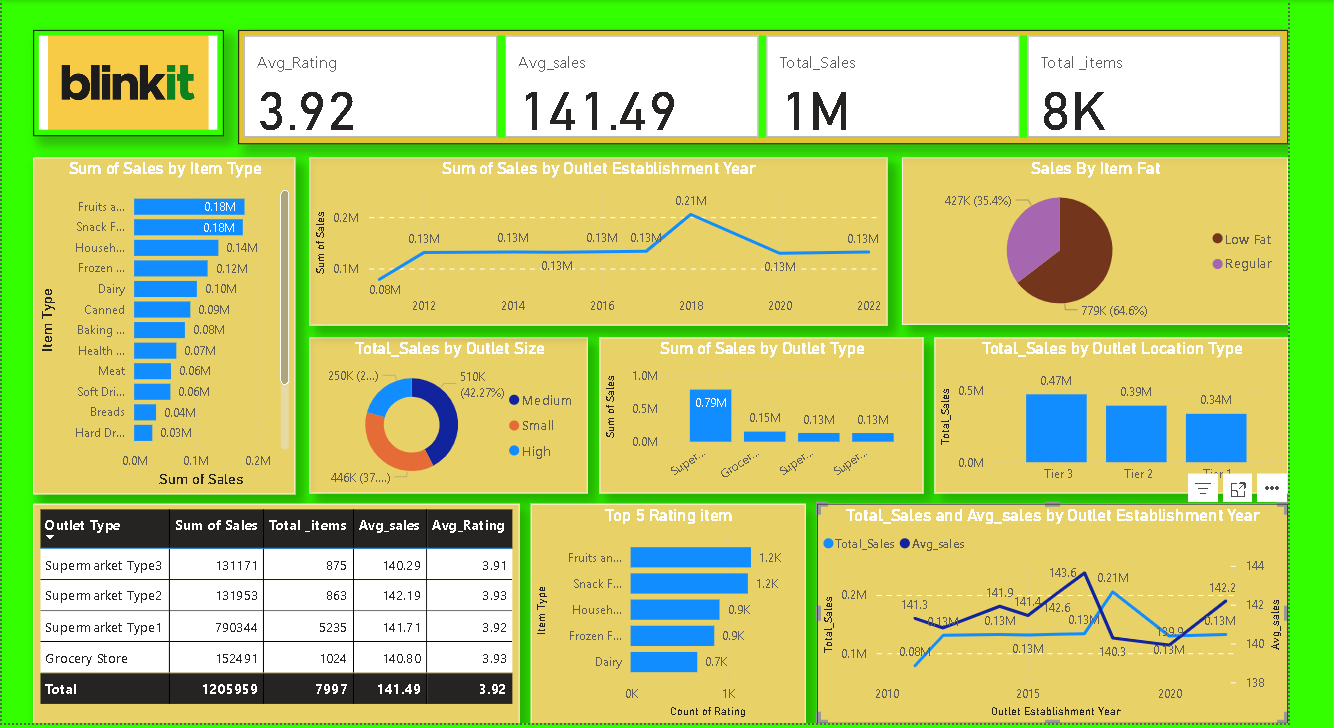 blinkit
Avg_Rating
3.92
Avg_sales
141.49
Total_Sales
1M
Total _items
8K
Sum of Sales by Item Type
Item Type
Fruits a... 0.18M
Snack F... 0.18M
Househ... 0.14M
Frozen ... 0.12M
Dairy 0.10M
Canned 0.09M
Baking ... 0.08M
Health ... 0.07M
Meat 0.06M
Soft Dri... 0.06M
Breads 0.04M
Hard Dr... 0.03M
0.0M 0.1M 0.2M
Sum of Sales
Sum of Sales by Outlet Establishment Year
Sum of Sales
0.2M
0.1M
0.08M 0.13M 0.13M 0.13M 0.13M 0.13M 0.21M 0.13M 0.13M
2012 2014 2016 2018 2020 2022
Sales By Item Fat
427K (35.4%)
779K (64.6%)
Low Fat
Regular
Total_Sales by Outlet Size
250K (2...)
510K
(42.27%)
446K (37....)
Medium
Small
High
Sum of Sales by Outlet Type
Sum of Sales
1.0M
0.5M
0.0M
0.79M 0.15M 0.13M 0.13M
Super... Grocer... Super... Super...
Total_Sales by Outlet Location Type
Total_Sales
0.5M
0.0M
0.47M 0.39M 0.34M
Tier 3 Tier 2 Tier 1
Outlet Type Sum of Sales Total _items Avg_sales Avg_Rating
Supermarket Type3 131171 875 140.29 3.91
Supermarket Type2 131953 863 142.19 3.93
Supermarket Type1 790344 5235 141.71 3.92
Grocery Store 152491 1024 140.80 3.93
Total 1205959 7997 141.49 3.92
Top 5 Rating item
Item Type
Fruits an... 1.2K
Snack F... 1.2K
Househ... 0.9K
Frozen F... 0.9K
Dairy 0.7K
0K 1K
Count of Rating
Total_Sales and Avg_sales by Outlet Establishment Year
Total_Sales Avg_sales
Total_Sales
0.2M
0.1M
141.3 141.9 141.4 142.6 143.6 140.3 139.9 142.2
0.08M 0.13M 0.13M 0.13M 0.13M 0.21M 0.13M 0.13M
144
142
140
138
Avg_sales
2010 2015 2020
Outlet Establishment Year